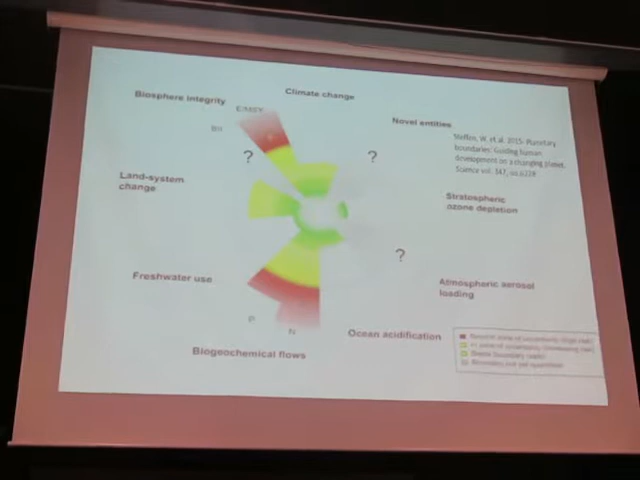 Climate change
Biosphere integrity
E/MSY
BII
Novel entities
?
?
Steffen, W. et al. 2015. Planetary
boundaries: Guiding human
development on a changing planet.
Science vol. 347, iss.6228
Land-system
change
Stratospheric
ozone depletion
?
Freshwater use
Atmospheric aerosol
loading
P
N
Ocean acidification
Biogeochemical flows